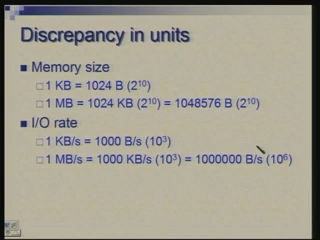 Discrepancy in units
Memory size
1 KB = 1024 B (2¹⁰)
1 MB = 1024 KB (2¹⁰) = 1048576 B (2¹⁰)
I/O rate
1 KB/s = 1000 B/s (10³)
1 MB/s = 1000 KB/s (10³) = 1000000 B/s (10⁶)